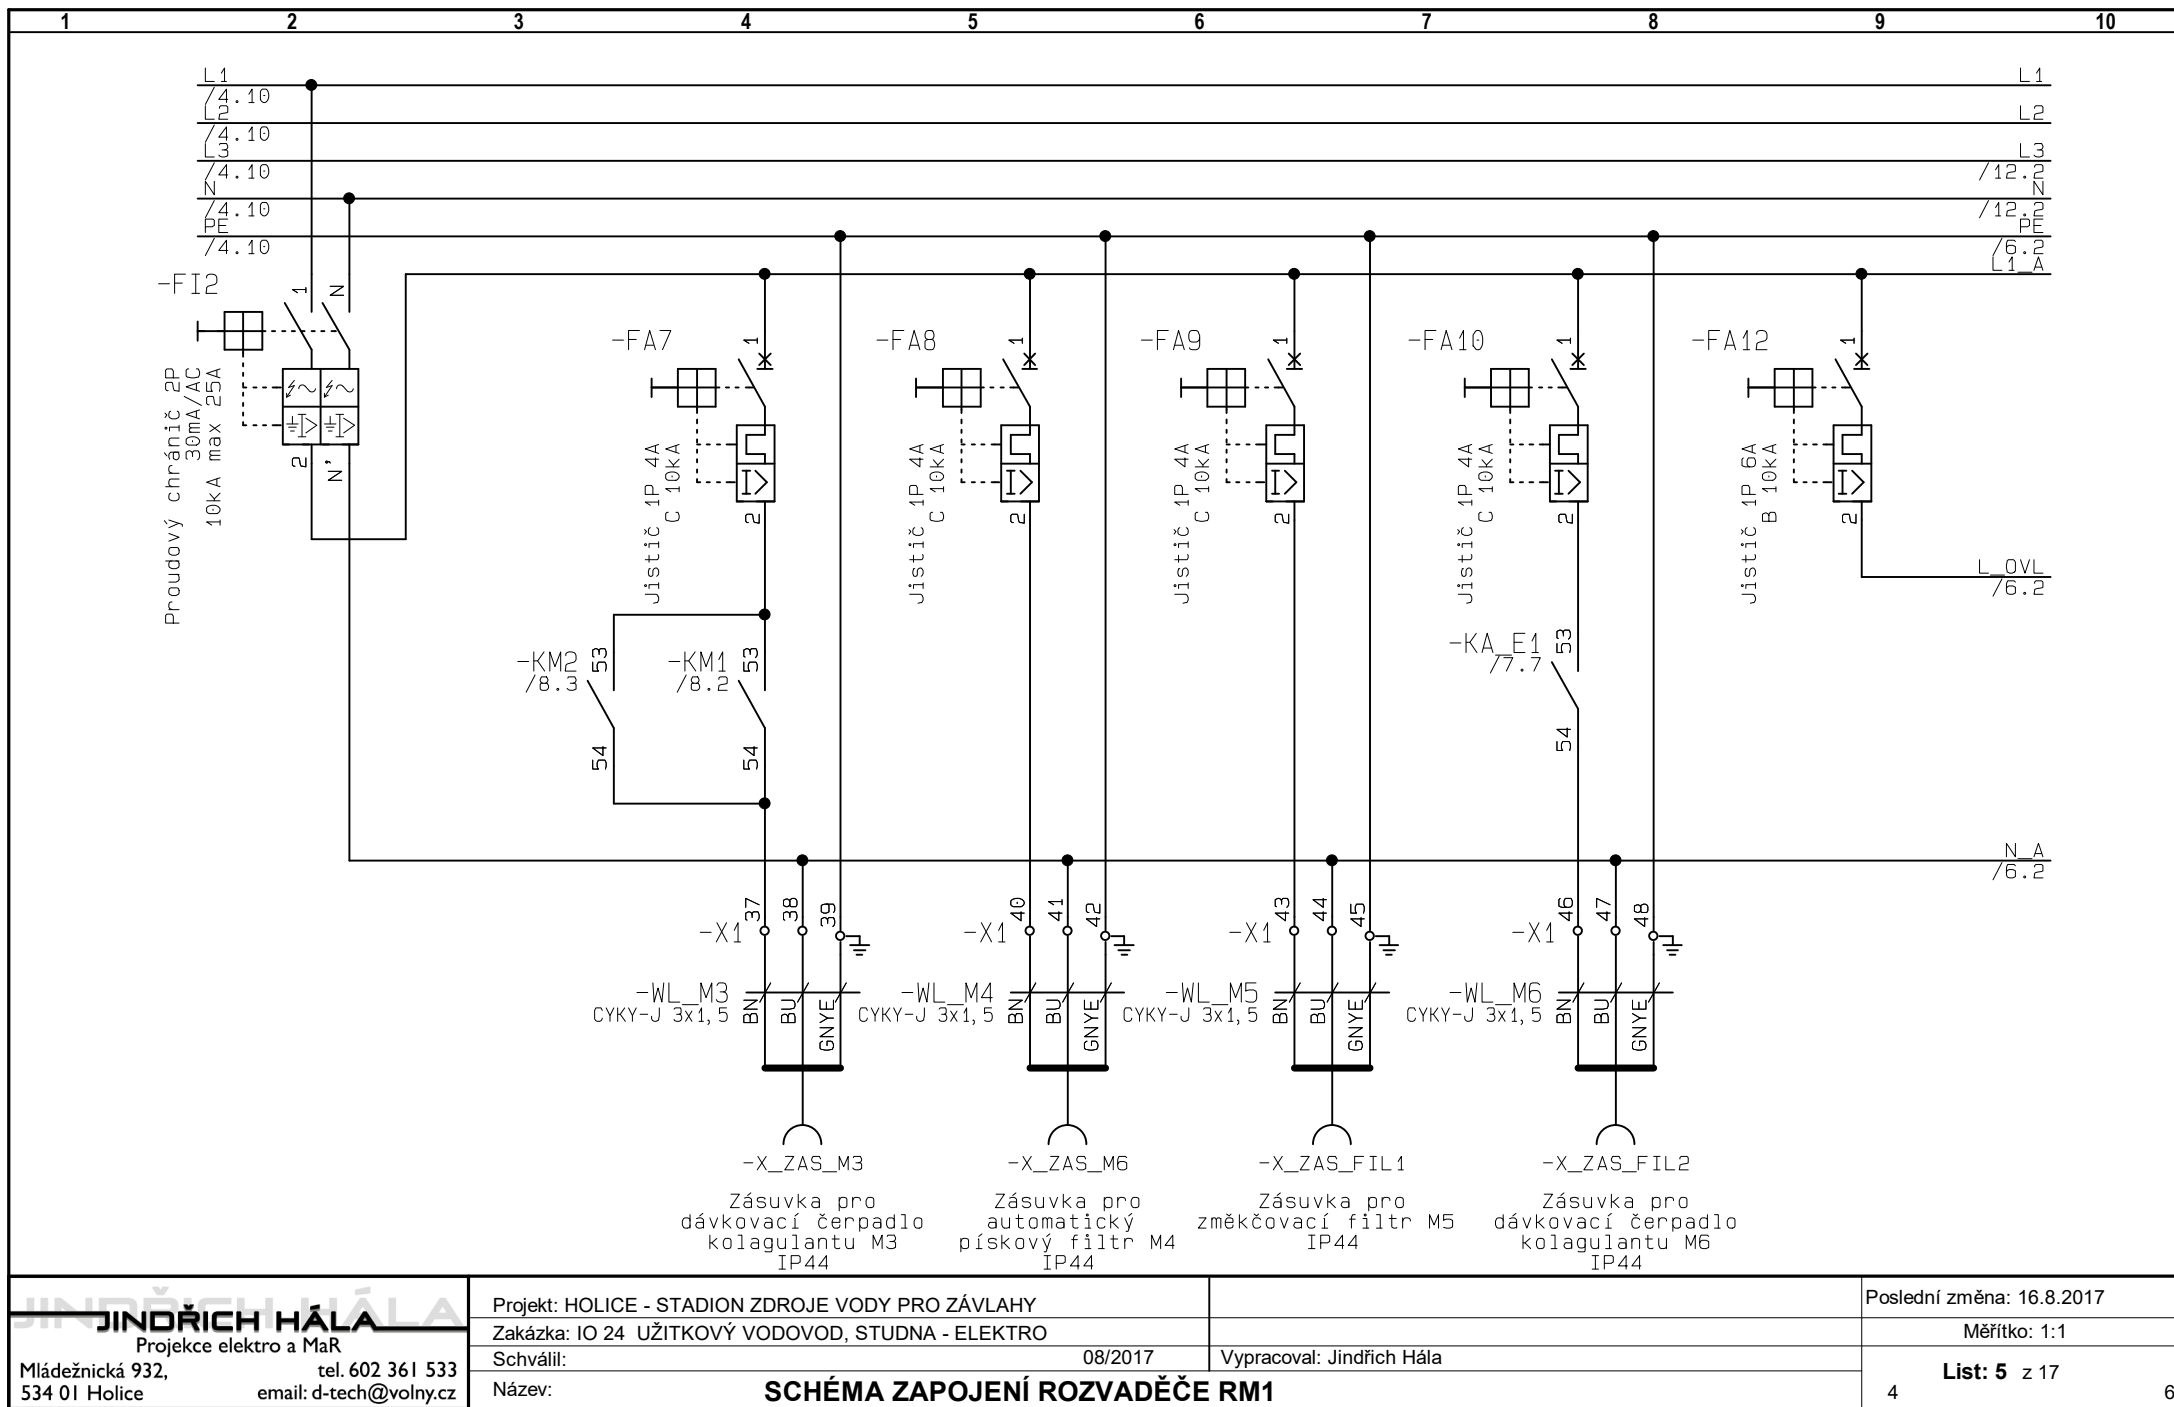 1 2 3 4 5 6 7 8 9 10
L1 L1
/4.10
L2 L2
/4.10
L3 L3
/4.10 /12.2
N N
/4.10 /12.2
PE PE
/4.10 /6.2
L1_A
-FI2
1 N
Proudový chránič 2P
30mA/AC
10kA max 25A
2 N'
-FA7
1
Jistič 1P 4A
C 10kA
2
-FA8
1
Jistič 1P 4A
C 10kA
2
-FA9
1
Jistič 1P 4A
C 10kA
2
-FA10
1
Jistič 1P 4A
C 10kA
2
-FA12
1
Jistič 1P 6A
B 10kA
2
L_OVL
/6.2
-KM2
/8.3
53
54
-KM1
/8.2
53
54
-KA_E1
/7.7
53
54
N_A
/6.2
-X1 37 38 39
-X1 40 41 42
-X1 43 44 45
-X1 46 47 48
-WL_M3
CYKY-J 3x1,5
BN BU GNYE
-WL_M4
CYKY-J 3x1,5
BN BU GNYE
-WL_M5
CYKY-J 3x1,5
BN BU GNYE
-WL_M6
CYKY-J 3x1,5
BN BU GNYE
-X_ZAS_M3
Zásuvka pro
dávkovací čerpadlo
kolagulantu M3
IP44
-X_ZAS_M6
Zásuvka pro
automatický
pískový filtr M4
IP44
-X_ZAS_FIL1
Zásuvka pro
změkčovací filtr M5
IP44
-X_ZAS_FIL2
Zásuvka pro
dávkovací čerpadlo
kolagulantu M6
IP44
JINDŘICH HÁLA
JINDŘICH HÁLA
Projekce elektro a MaR
Mládežnická 932, tel. 602 361 533
534 01 Holice email: d-tech@volny.cz
Projekt: HOLICE - STADION ZDROJE VODY PRO ZÁVLAHY
Zakázka: IO 24 UŽITKOVÝ VODOVOD, STUDNA - ELEKTRO
Schválil: 08/2017 Vypracoval: Jindřich Hála
Název: SCHÉMA ZAPOJENÍ ROZVADĚČE RM1
Poslední změna: 16.8.2017
Měřítko: 1:1
List: 5 z 17
4 6